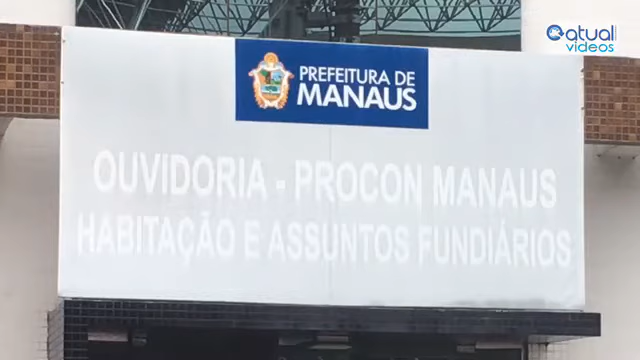 atual
videos
PREFEITURA DE
MANAUS
OUVIDORIA - PROCON MANAUS
HABITAÇÃO E ASSUNTOS FUNDIÁRIOS